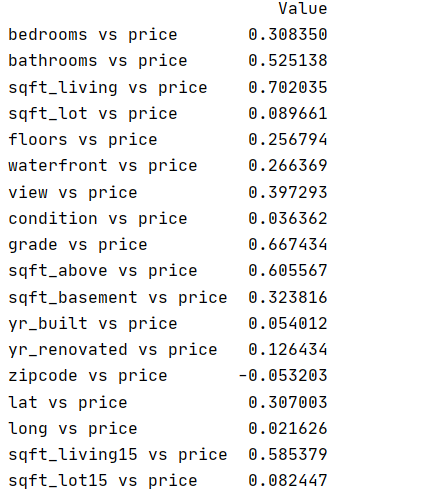 Value
bedrooms vs price 0.308350
bathrooms vs price 0.525138
sqft_living vs price 0.702035
sqft_lot vs price 0.089661
floors vs price 0.256794
waterfront vs price 0.266369
view vs price 0.397293
condition vs price 0.036362
grade vs price 0.667434
sqft_above vs price 0.605567
sqft_basement vs price 0.323816
yr_built vs price 0.054012
yr_renovated vs price 0.126434
zipcode vs price -0.053203
lat vs price 0.307003
long vs price 0.021626
sqft_living15 vs price 0.585379
sqft_lot15 vs price 0.082447